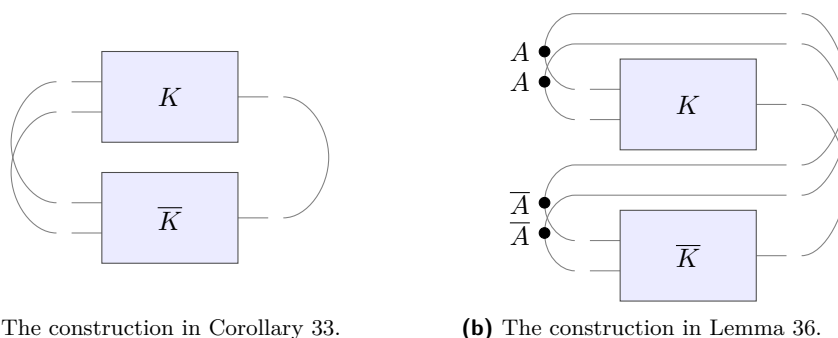 K
K̅
A
A
K
A̅
A̅
K̅
The construction in Corollary 33.
(b) The construction in Lemma 36.